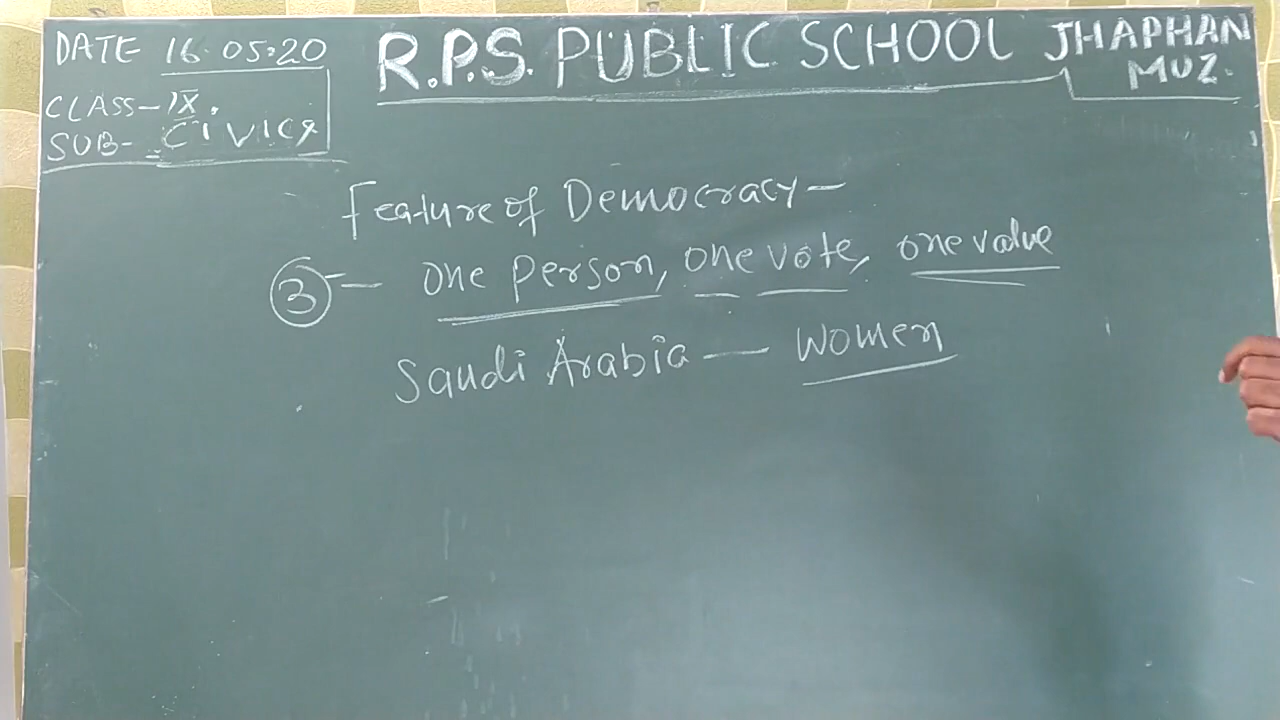 DATE 16.05.20
CLASS-IX.
SUB- CIVICS
R.P.S. PUBLIC SCHOOL JHAPHAN
MUZ.
Feature of Democracy-
3- One Person, one vote, one value
Saudi Arabia - Women